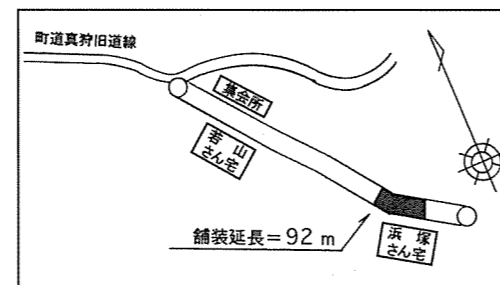 町道真狩旧道線
集会所
若山
さん宅
舗装延長=92 m
浜塚
さん宅